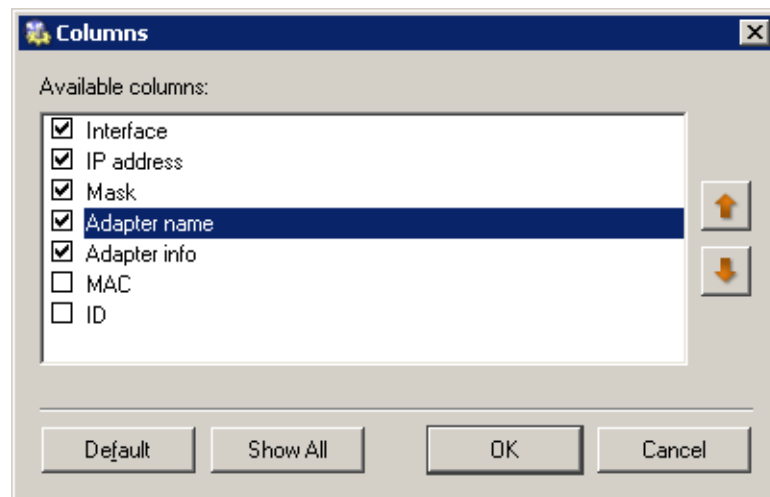 Columns
Available columns:
Interface
IP address
Mask
Adapter name
Adapter info
MAC
ID
Default Show All OK Cancel